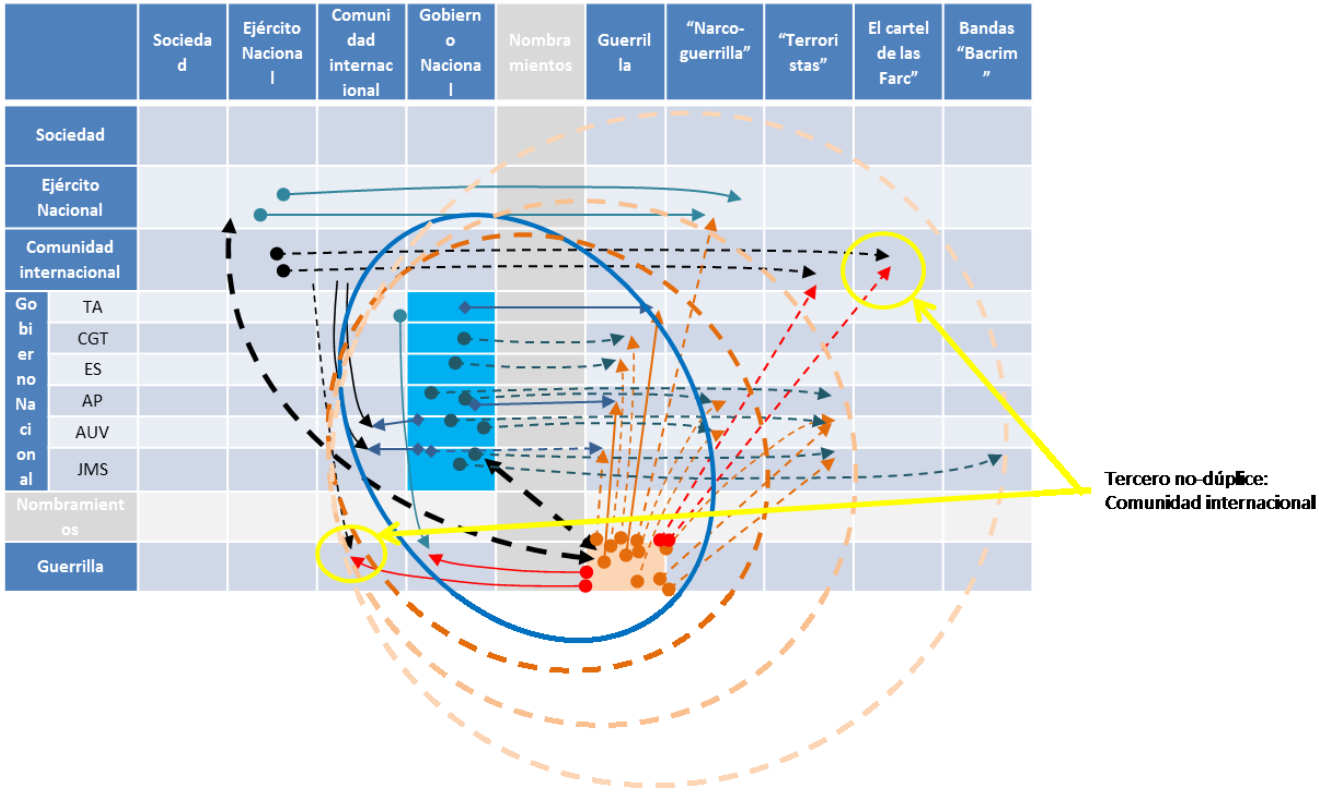 Socieda
d
Ejército
Naciona
l
Comuni
dad
internac
ional
Gobiern
o
Naciona
l
Nombra
mientos
Guerril
la
“Narco-
guerrilla”
“Terrori
stas”
El cartel
de las
Farc”
Bandas
“Bacrim
”
Sociedad
Ejército
Nacional
Comunidad
internacional
Go
bi
er
no
Na
ci
on
al
TA
CGT
ES
AP
AUV
JMS
Nombramient
os
Guerrilla
Tercero no-dúplice:
Comunidad internacional